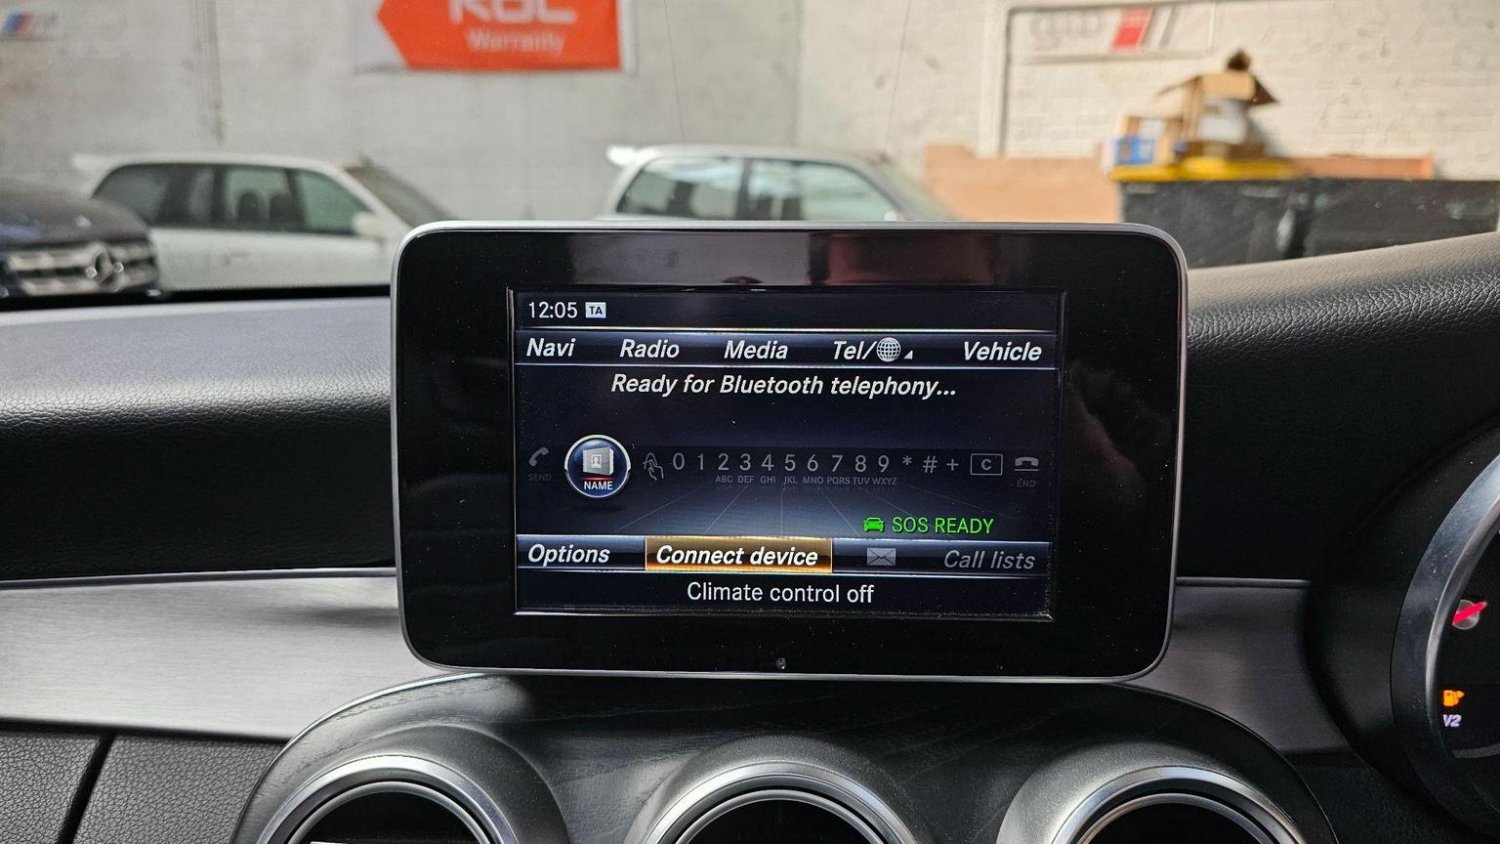 RAC
Warranty
12:05 TA
Navi Radio Media Tel/ Vehicle
Ready for Bluetooth telephony...
SEND NAME 0 1 2 3 4 5 6 7 8 9 * # + C END
ABC DEF GHI JKL MNO PQRS TUV WXYZ
SOS READY
Options Connect device Call lists
Climate control off
V2